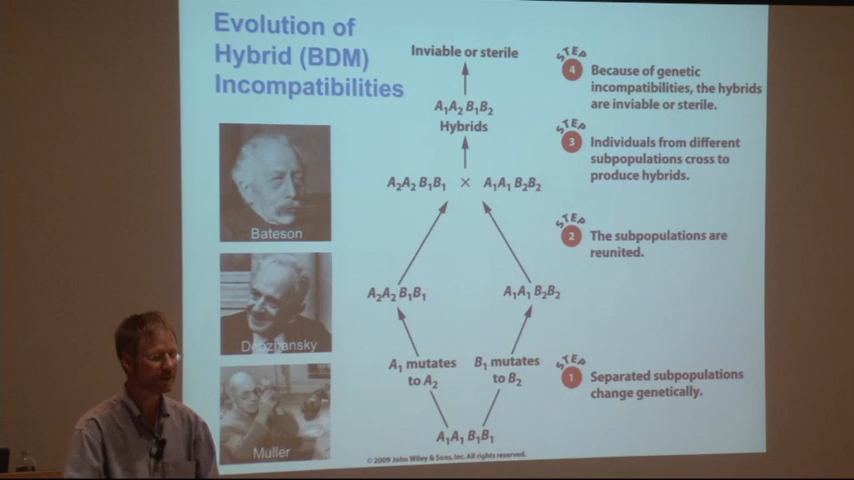 Evolution of
Hybrid (BDM)
Incompatibilities
Bateson
Dobzhansky
Muller
Inviable or sterile
A₁A₂ B₁B₂
Hybrids
A₂A₂ B₁B₁ × A₁A₁ B₂B₂
A₂A₂ B₁B₁
A₁A₁ B₂B₂
A₁ mutates
to A₂
B₁ mutates
to B₂
A₁A₁ B₁B₁
© 2009 John Wiley & Sons, Inc. All rights reserved.
STEP
4
Because of genetic
incompatibilities, the hybrids
are inviable or sterile.
STEP
3
Individuals from different
subpopulations cross to
produce hybrids.
STEP
2
The subpopulations are
reunited.
STEP
1
Separated subpopulations
change genetically.